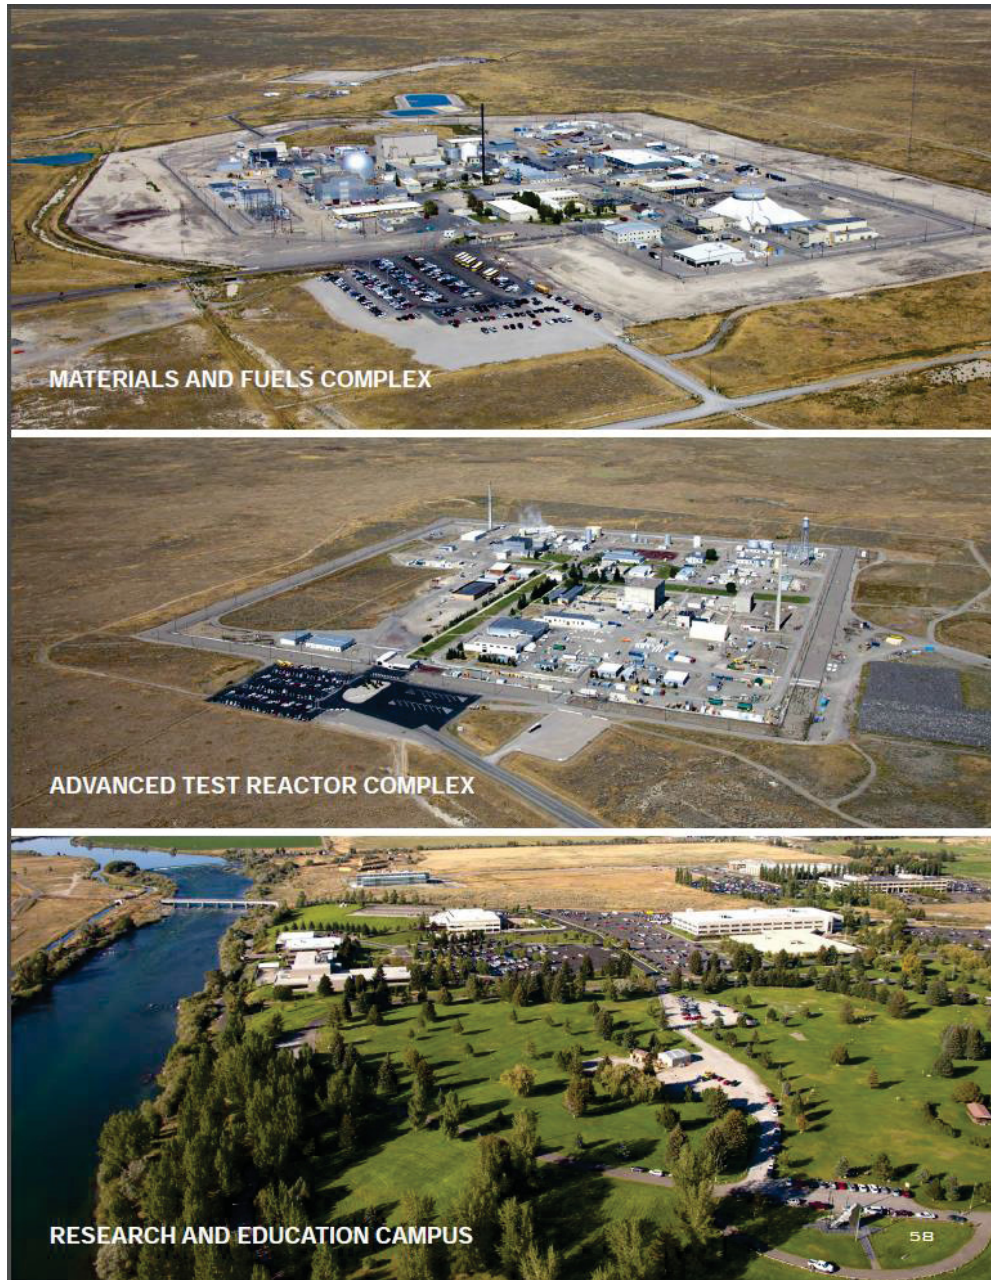 MATERIALS AND FUELS COMPLEX
ADVANCED TEST REACTOR COMPLEX
RESEARCH AND EDUCATION CAMPUS
58